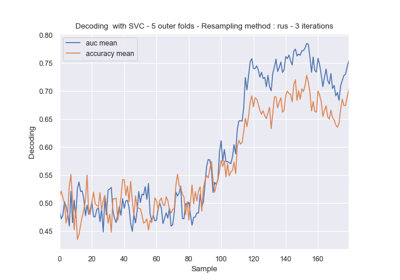 Decoding with SVC - 5 outer folds - Resampling method : rus - 3 iterations
0.80
auc mean
accuracy mean
0.75
0.70
0.65
0.60
0.55
0.50
0.45
Decoding
0 20 40 60 80 100 120 140 160
Sample